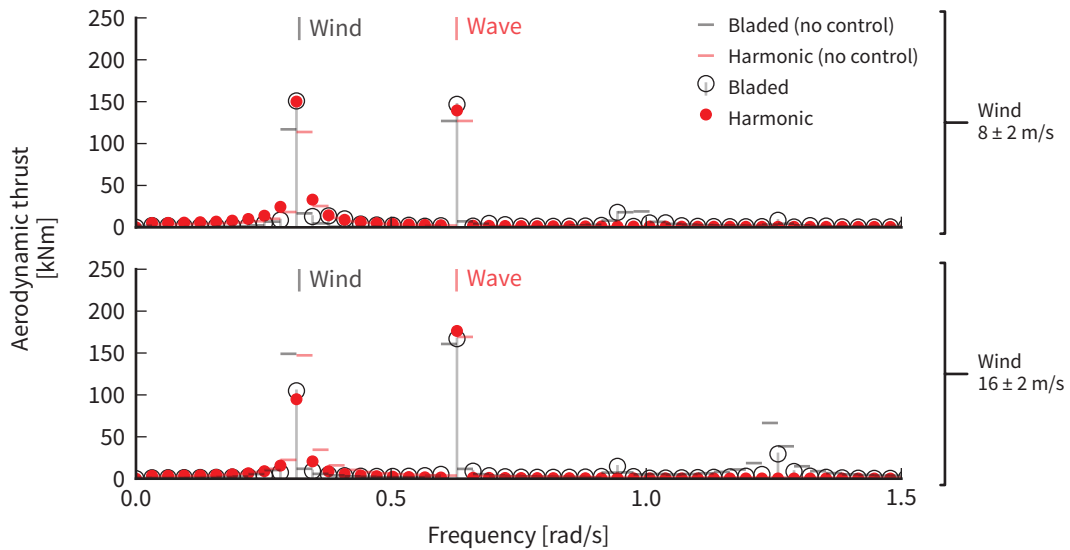 250
200
150
100
50
0
Wind
Wave
Bladed (no control)
Harmonic (no control)
Bladed
Harmonic
Wind
8 ± 2 m/s
Aerodynamic thrust
[kNm]
250
200
150
100
50
0
Wind
Wave
Wind
16 ± 2 m/s
0.0
0.5
1.0
1.5
Frequency [rad/s]